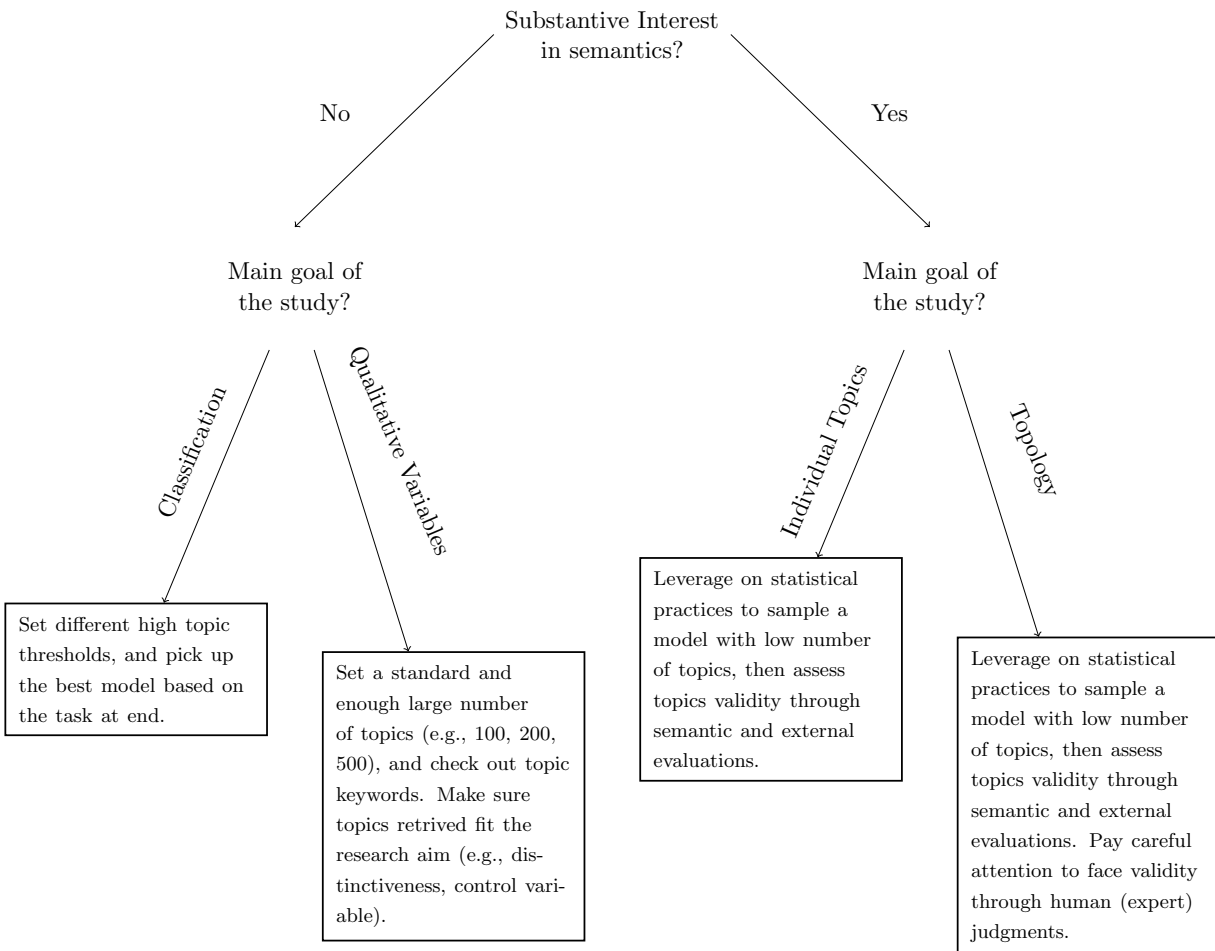 Substantive Interest
in semantics?
No
Yes
Main goal of
the study?
Main goal of
the study?
Classification
Qualitative Variables
Individual Topics
Topology
Set different high topic
thresholds, and pick up
the best model based on
the task at end.
Set a standard and
enough large number
of topics (e.g., 100, 200,
500), and check out topic
keywords. Make sure
topics retrived fit the
research aim (e.g., dis-
tinctiveness, control vari-
able).
Leverage on statistical
practices to sample a
model with low number
of topics, then assess
topics validity through
semantic and external
evaluations.
Leverage on statistical
practices to sample a
model with low number
of topics, then assess
topics validity through
semantic and external
evaluations. Pay careful
attention to face validity
through human (expert)
judgments.